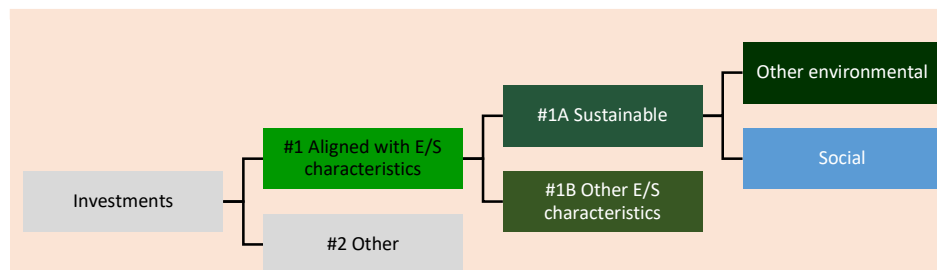 Other environmental
#1A Sustainable
#1 Aligned with E/S
characteristics
Social
Investments
#1B Other E/S
characteristics
#2 Other